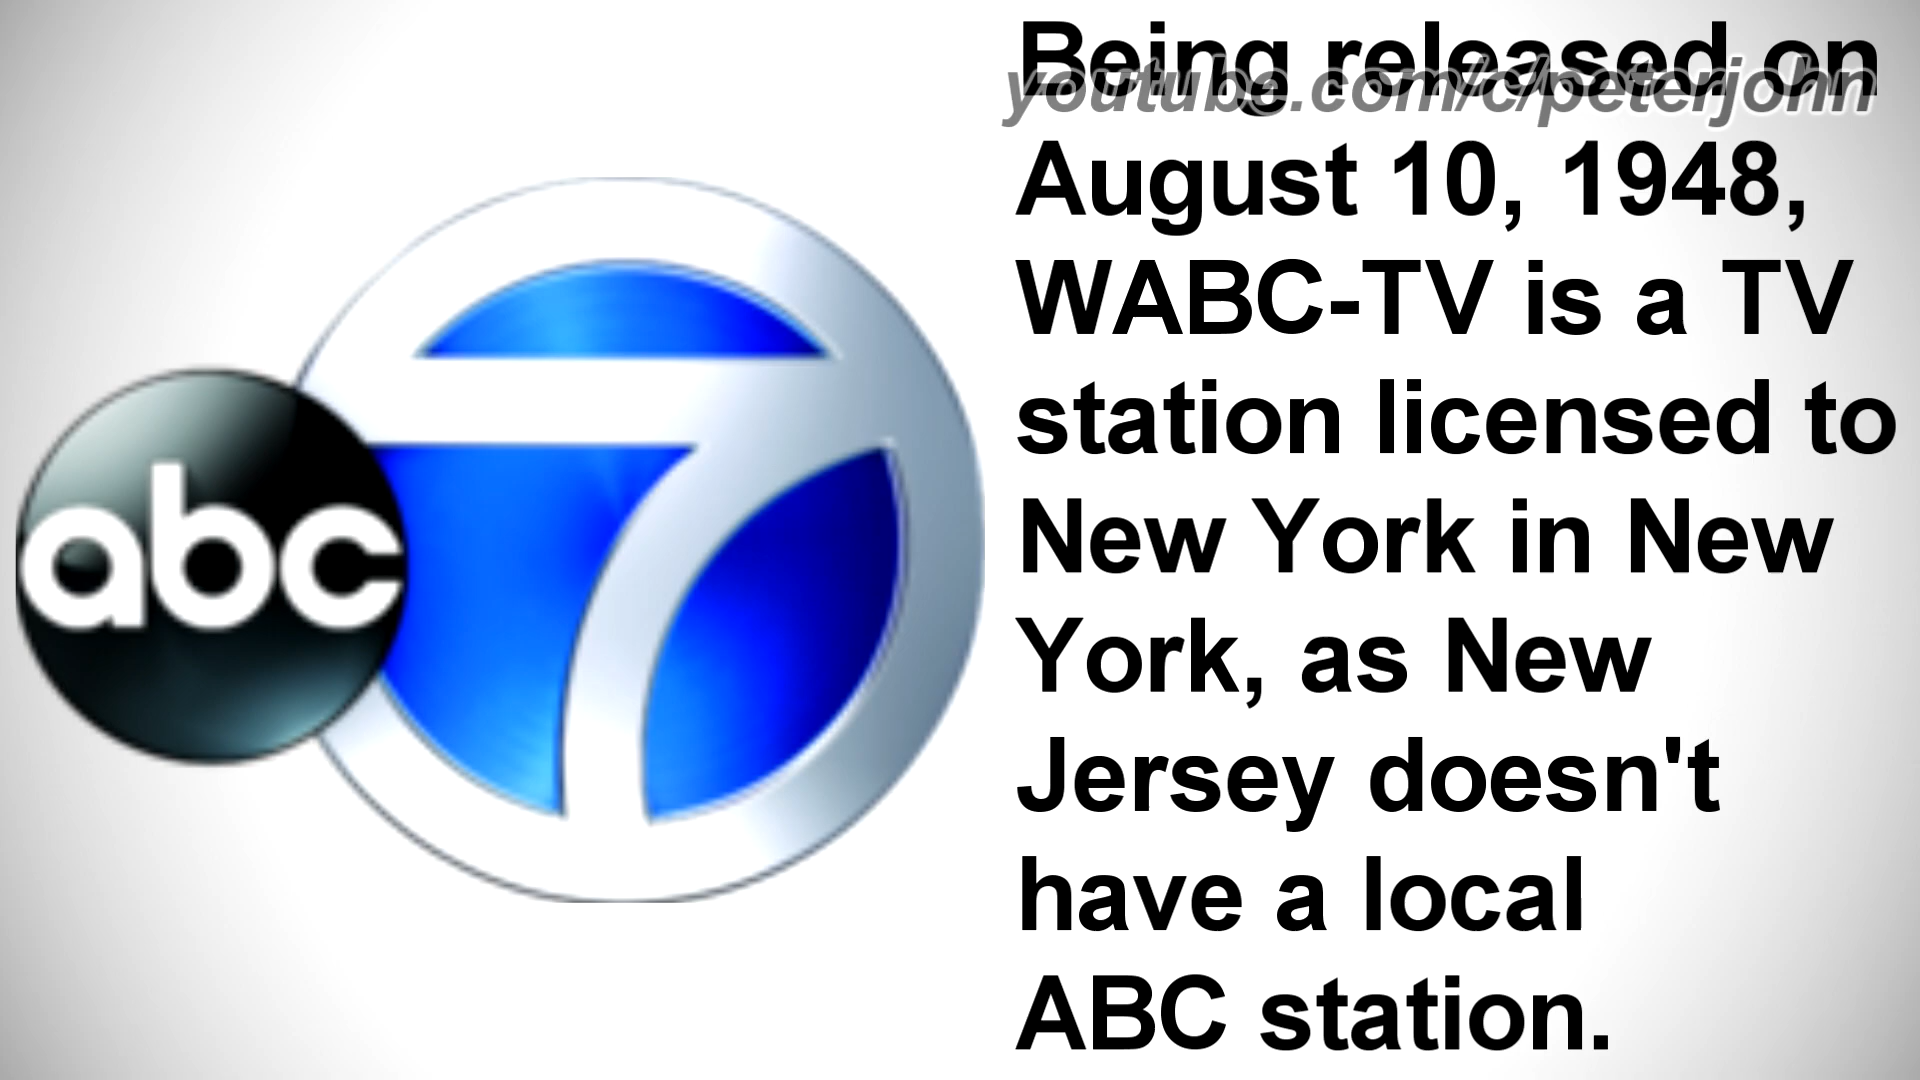 abc
7
Being released on
youtube.com/c/peterjohn
August 10, 1948,
WABC-TV is a TV
station licensed to
New York in New
York, as New
Jersey doesn't
have a local
ABC station.